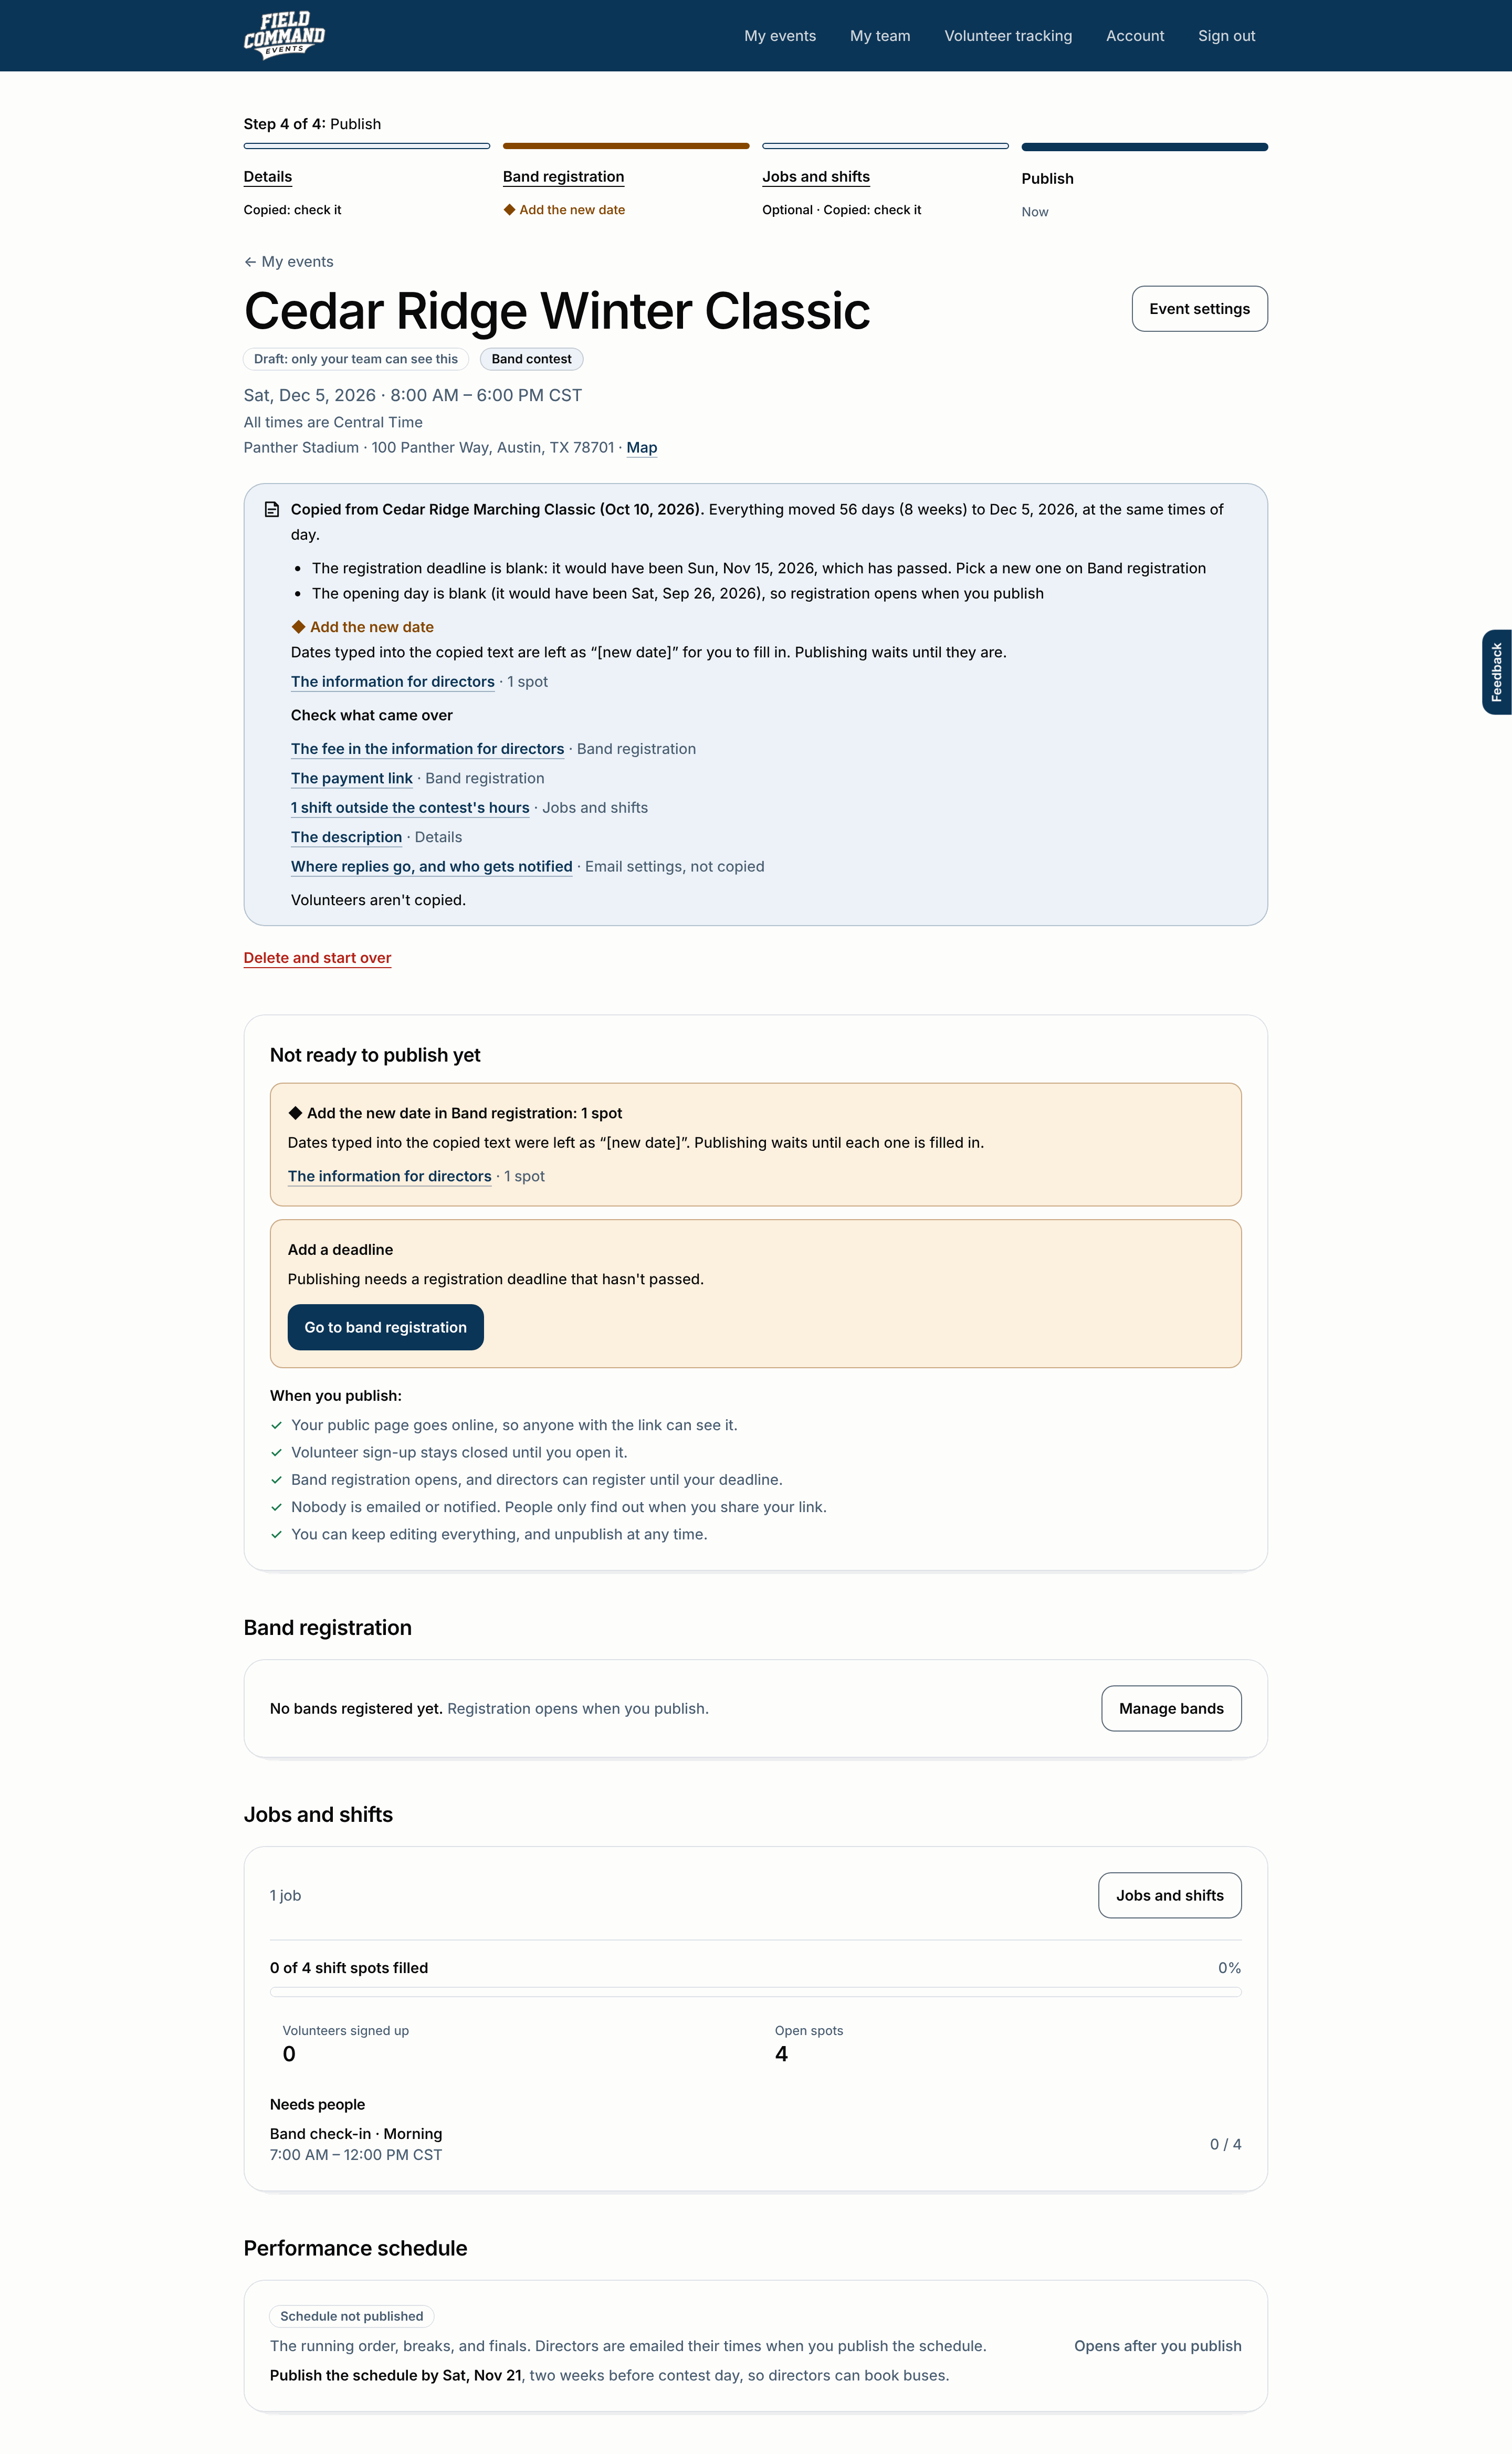 FIELD
COMMAND
EVENTS
My events
My team
Volunteer tracking
Account
Sign out
Step 4 of 4: Publish
Details
Copied: check it
Band registration
◆ Add the new date
Jobs and shifts
Optional · Copied: check it
Publish
Now
← My events
Cedar Ridge Winter Classic
Event settings
Draft: only your team can see this
Band contest
Sat, Dec 5, 2026 · 8:00 AM – 6:00 PM CST
All times are Central Time
Panther Stadium · 100 Panther Way, Austin, TX 78701 · Map
Copied from Cedar Ridge Marching Classic (Oct 10, 2026). Everything moved 56 days (8 weeks) to Dec 5, 2026, at the same times of
day.
• The registration deadline is blank: it would have been Sun, Nov 15, 2026, which has passed. Pick a new one on Band registration
• The opening day is blank (it would have been Sat, Sep 26, 2026), so registration opens when you publish
◆ Add the new date
Dates typed into the copied text are left as “[new date]” for you to fill in. Publishing waits until they are.
The information for directors · 1 spot
Check what came over
The fee in the information for directors · Band registration
The payment link · Band registration
1 shift outside the contest's hours · Jobs and shifts
The description · Details
Where replies go, and who gets notified · Email settings, not copied
Volunteers aren't copied.
Feedback
Delete and start over
Not ready to publish yet
◆ Add the new date in Band registration: 1 spot
Dates typed into the copied text were left as “[new date]”. Publishing waits until each one is filled in.
The information for directors · 1 spot
Add a deadline
Publishing needs a registration deadline that hasn't passed.
Go to band registration
When you publish:
✓ Your public page goes online, so anyone with the link can see it.
✓ Volunteer sign-up stays closed until you open it.
✓ Band registration opens, and directors can register until your deadline.
✓ Nobody is emailed or notified. People only find out when you share your link.
✓ You can keep editing everything, and unpublish at any time.
Band registration
No bands registered yet. Registration opens when you publish.
Manage bands
Jobs and shifts
1 job
Jobs and shifts
0 of 4 shift spots filled
0%
Volunteers signed up
0
Open spots
4
Needs people
Band check-in · Morning
7:00 AM – 12:00 PM CST
0 / 4
Performance schedule
Schedule not published
The running order, breaks, and finals. Directors are emailed their times when you publish the schedule.
Opens after you publish
Publish the schedule by Sat, Nov 21, two weeks before contest day, so directors can book buses.